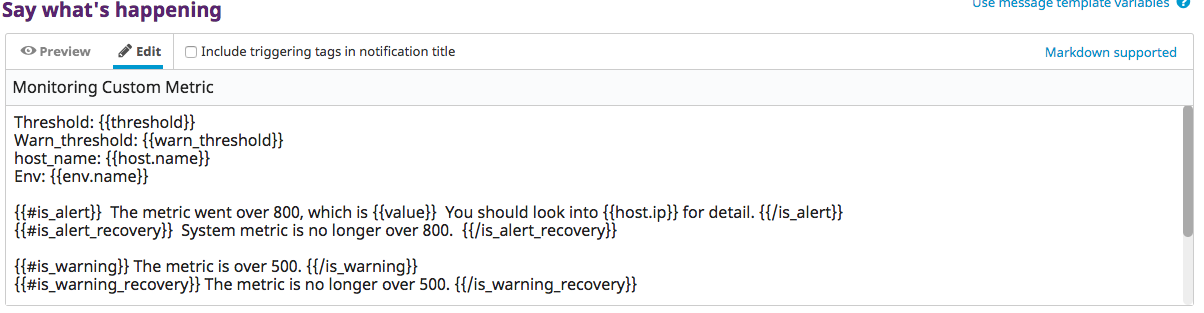 Say what's happening
Use message template variables ?
Preview Edit Include triggering tags in notification title Markdown supported
Monitoring Custom Metric
Threshold: {{threshold}}
Warn_threshold: {{warn_threshold}}
host_name: {{host.name}}
Env: {{env.name}}
{{#is_alert}}  The metric went over 800, which is {{value}}  You should look into {{host.ip}} for detail. {{/is_alert}}
{{#is_alert_recovery}}  System metric is no longer over 800.  {{/is_alert_recovery}}
{{#is_warning}} The metric is over 500. {{/is_warning}}
{{#is_warning_recovery}} The metric is no longer over 500. {{/is_warning_recovery}}